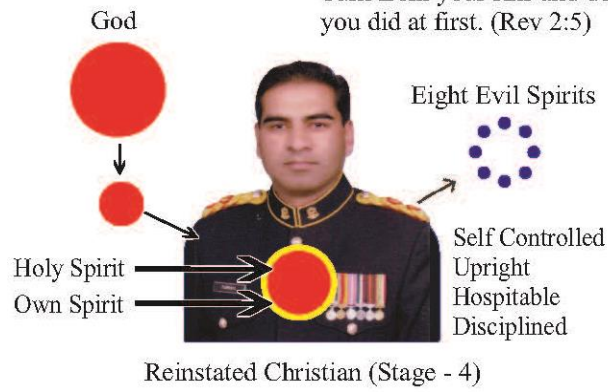 you did at first. (Rev 2:5)
God
Eight Evil Spirits
Holy Spirit
Own Spirit
Self Controlled
Upright
Hospitable
Disciplined
Reinstated Christian (Stage - 4)